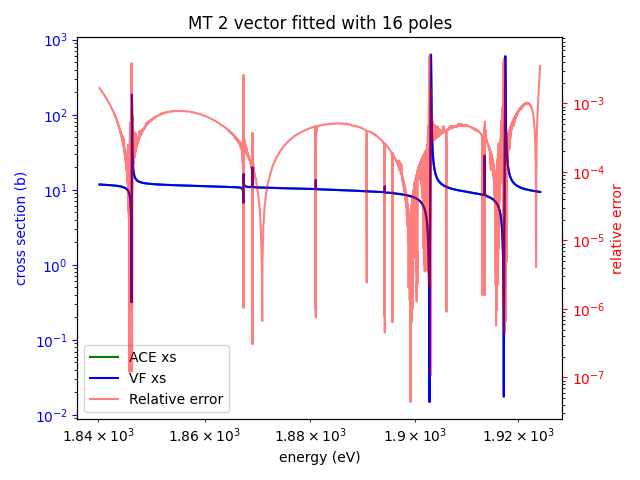 MT 2 vector fitted with 16 poles
cross section (b)
10³
10²
10¹
10⁰
10⁻¹
10⁻²
10⁻³
10⁻⁴
10⁻⁵
10⁻⁶
10⁻⁷
relative error
ACE xs
VF xs
Relative error
1.84 × 10³ 1.86 × 10³ 1.88 × 10³ 1.9 × 10³ 1.92 × 10³
energy (eV)